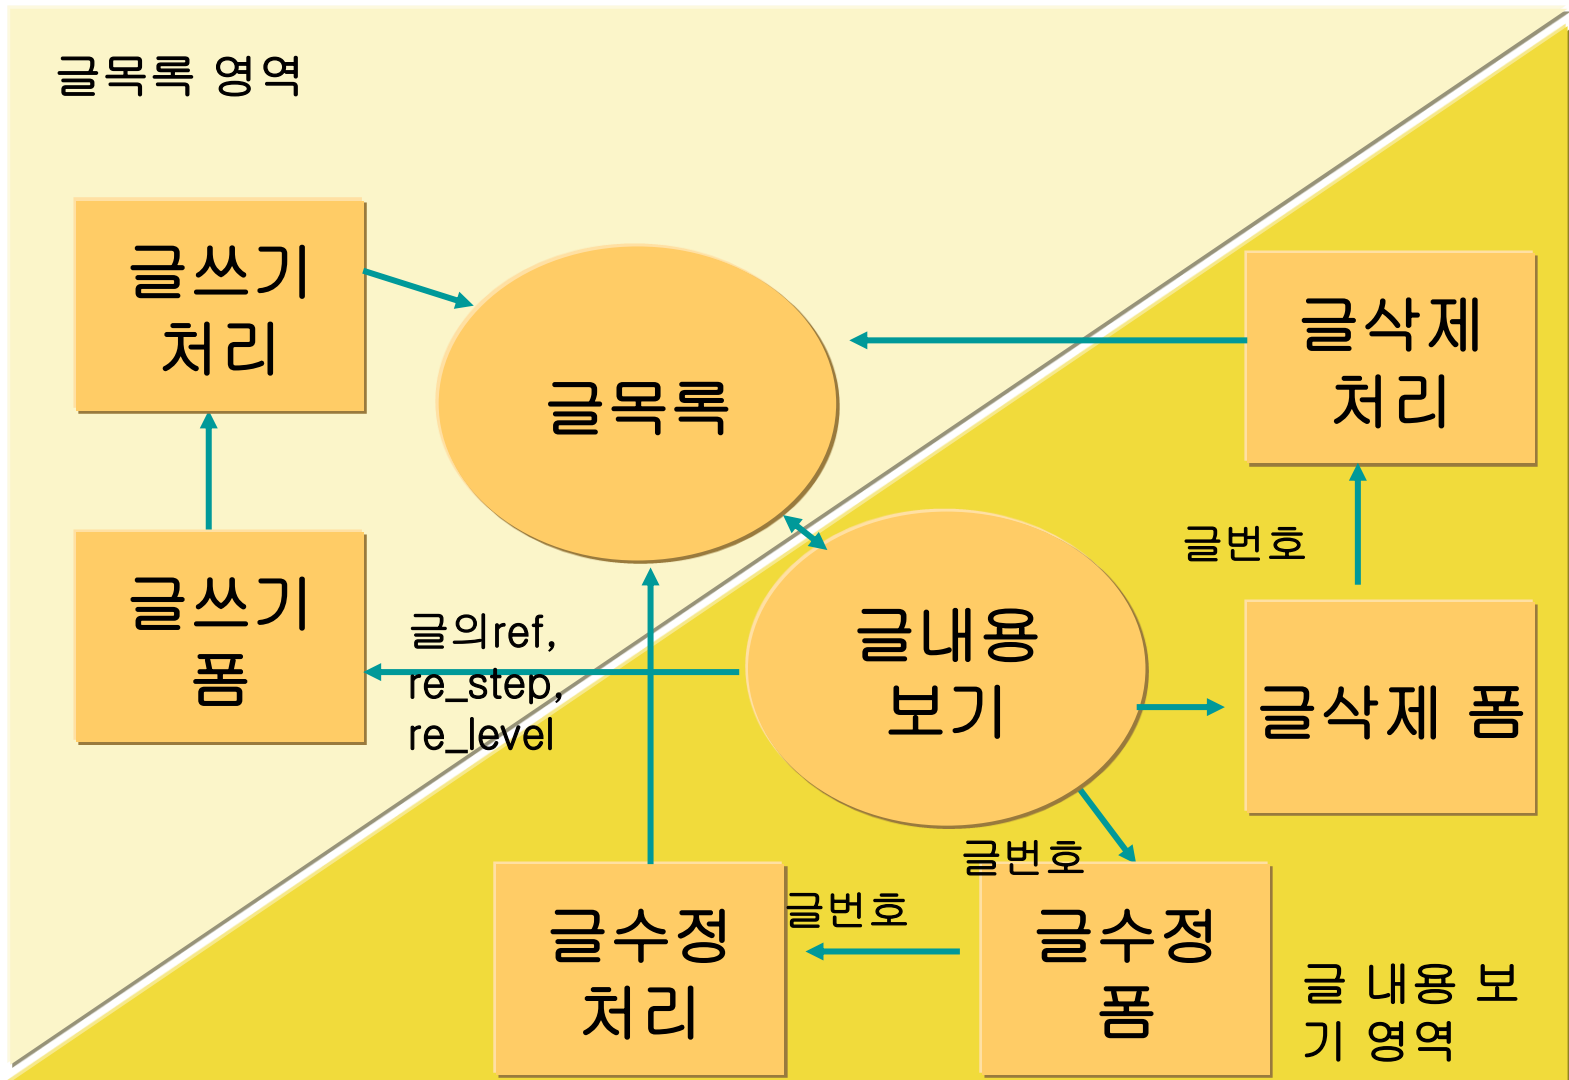 글목록 영역
글쓰기
처리
글목록
글삭제
처리
글번호
글쓰기
폼
글의ref,
re_step,
re_level
글내용
보기
글삭제 폼
글번호
글번호
글수정
처리
글수정
폼
글 내용 보
기 영역